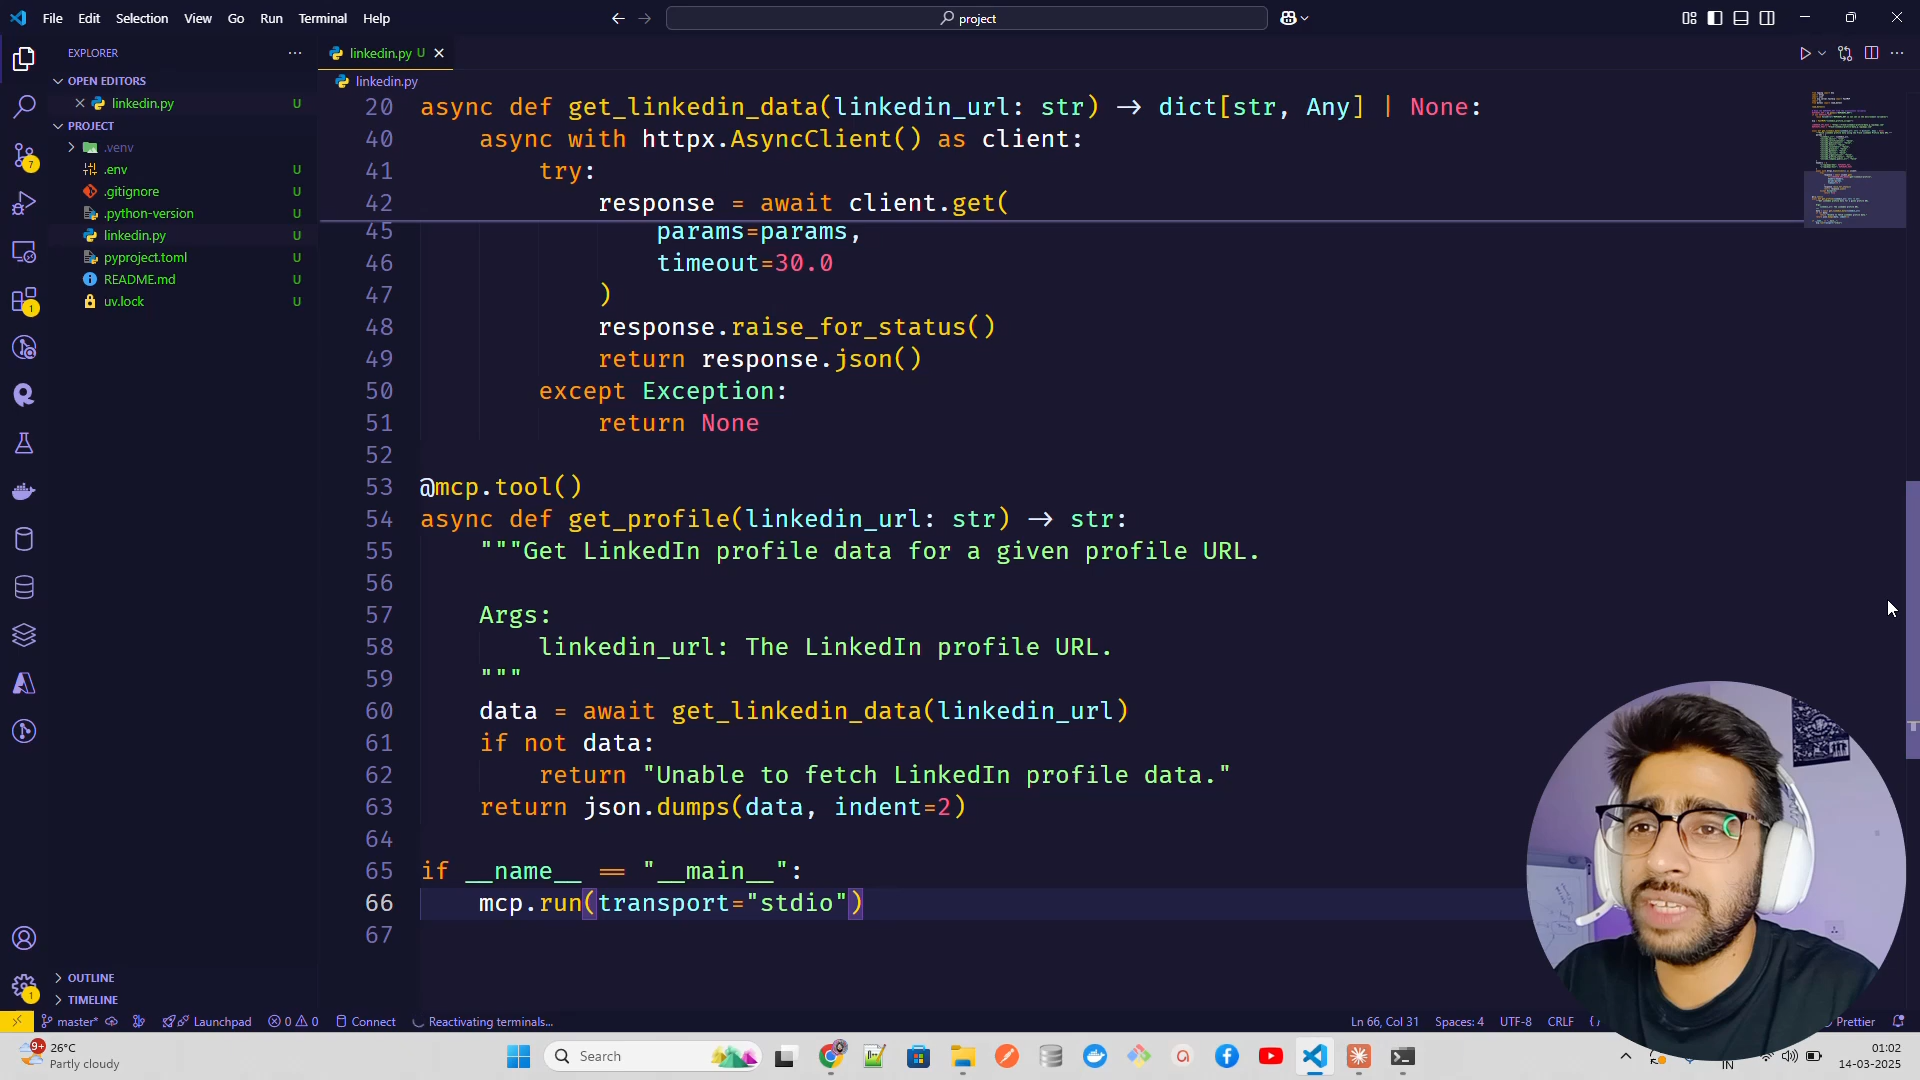 File Edit Selection View Go Run Terminal Help
project
EXPLORER
OPEN EDITORS
linkedin.py U
PROJECT
.venv
.env U
.gitignore U
.python-version U
linkedin.py U
pyproject.toml U
README.md U
uv.lock U
OUTLINE
TIMELINE
7
1
1
linkedin.py U
linkedin.py
20 async def get_linkedin_data(linkedin_url: str) → dict[str, Any] | None:
40 async with httpx.AsyncClient() as client:
41 try:
42 response = await client.get(
45 params=params,
46 timeout=30.0
47 )
48 response.raise_for_status()
49 return response.json()
50 except Exception:
51 return None
52
53 @mcp.tool()
54 async def get_profile(linkedin_url: str) → str:
55 """Get LinkedIn profile data for a given profile URL.
56
57 Args:
58 linkedin_url: The LinkedIn profile URL.
59 """
60 data = await get_linkedin_data(linkedin_url)
61 if not data:
62 return "Unable to fetch LinkedIn profile data."
63 return json.dumps(data, indent=2)
64
65 if __name__ == "__main__":
66 mcp.run(transport="stdio")
67
master* Launchpad 0 0 Connect Reactivating terminals...
Ln 66, Col 31 Spaces: 4 UTF-8 CRLF Prettier
9+ 26°C
Partly cloudy
Search
IN
01:02
14-03-2025